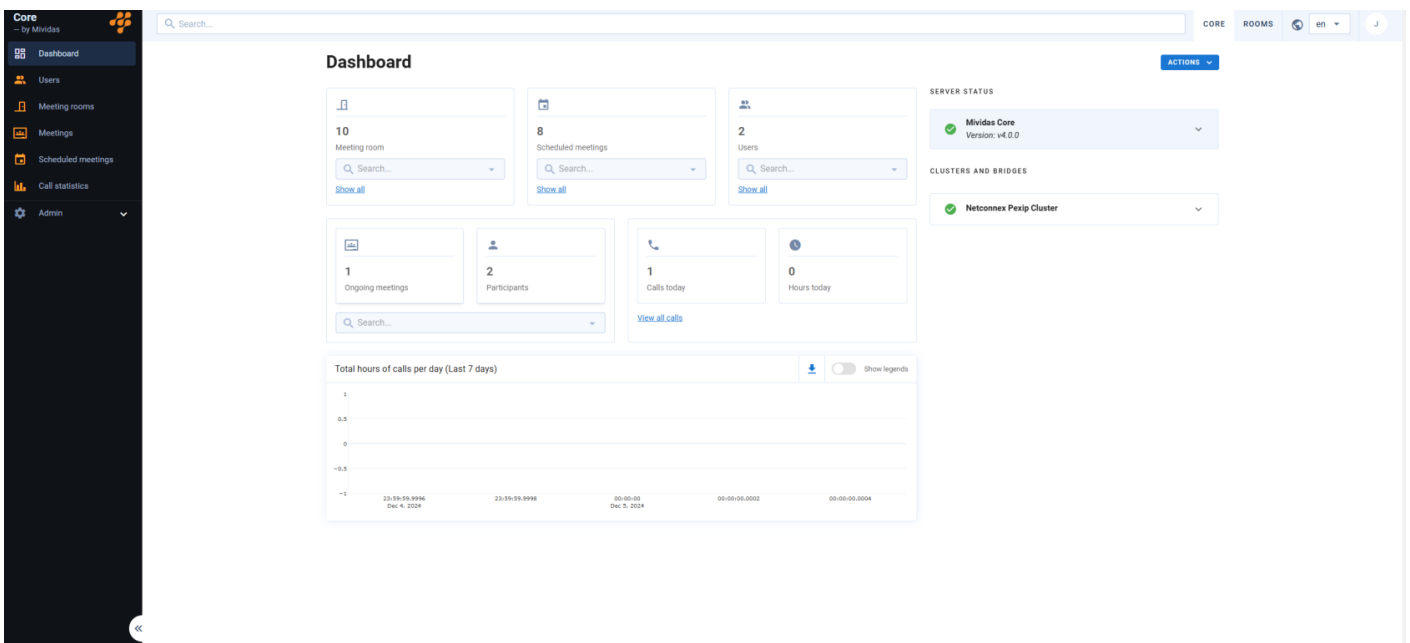 Core
— by Mividas
Search...
CORE
ROOMS
en
J
Dashboard
Users
Meeting rooms
Meetings
Scheduled meetings
Call statistics
Admin
Dashboard
ACTIONS
10
Meeting room
Search...
Show all
8
Scheduled meetings
Search...
Show all
2
Users
Search...
Show all
1
Ongoing meetings
2
Participants
Search...
1
Calls today
0
Hours today
View all calls
Total hours of calls per day (Last 7 days)
Show legends
1
0.5
0
−0.5
−1
23:59:59.9996
Dec 4, 2024
23:59:59.9998
00:00:00
Dec 5, 2024
00:00:00.0002
00:00:00.0004
SERVER STATUS
Mividas Core
Version: v4.0.0
CLUSTERS AND BRIDGES
Netconnex Pexip Cluster